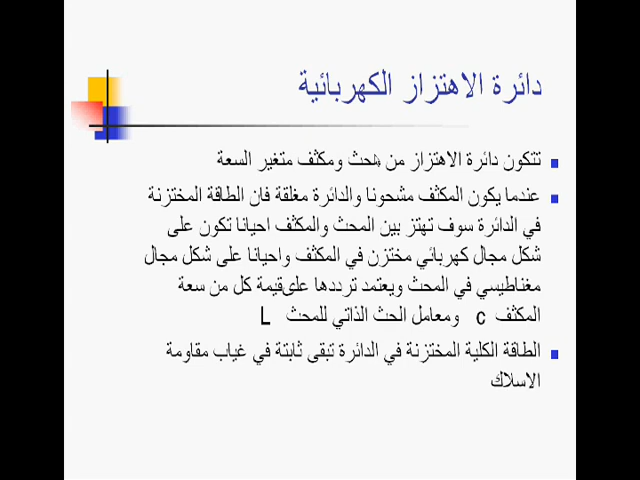 دائرة الاهتزاز الكهربائية
تتكون دائرة الاهتزاز من محث ومكثف متغير السعة
عندما يكون المكثف مشحونا والدائرة مغلقة فان الطاقة المختزنة
في الدائرة سوف تهتز بين المحث والمكثف احيانا تكون على
شكل مجال كهربائي مختزن في المكثف واحيانا على شكل مجال
مغناطيسي في المحث ويعتمد ترددها على قيمة كل من سعة
المكثف c ومعامل الحث الذاتي للمحث L
الطاقة الكلية المختزنة في الدائرة تبقى ثابتة في غياب مقاومة
الاسلاك